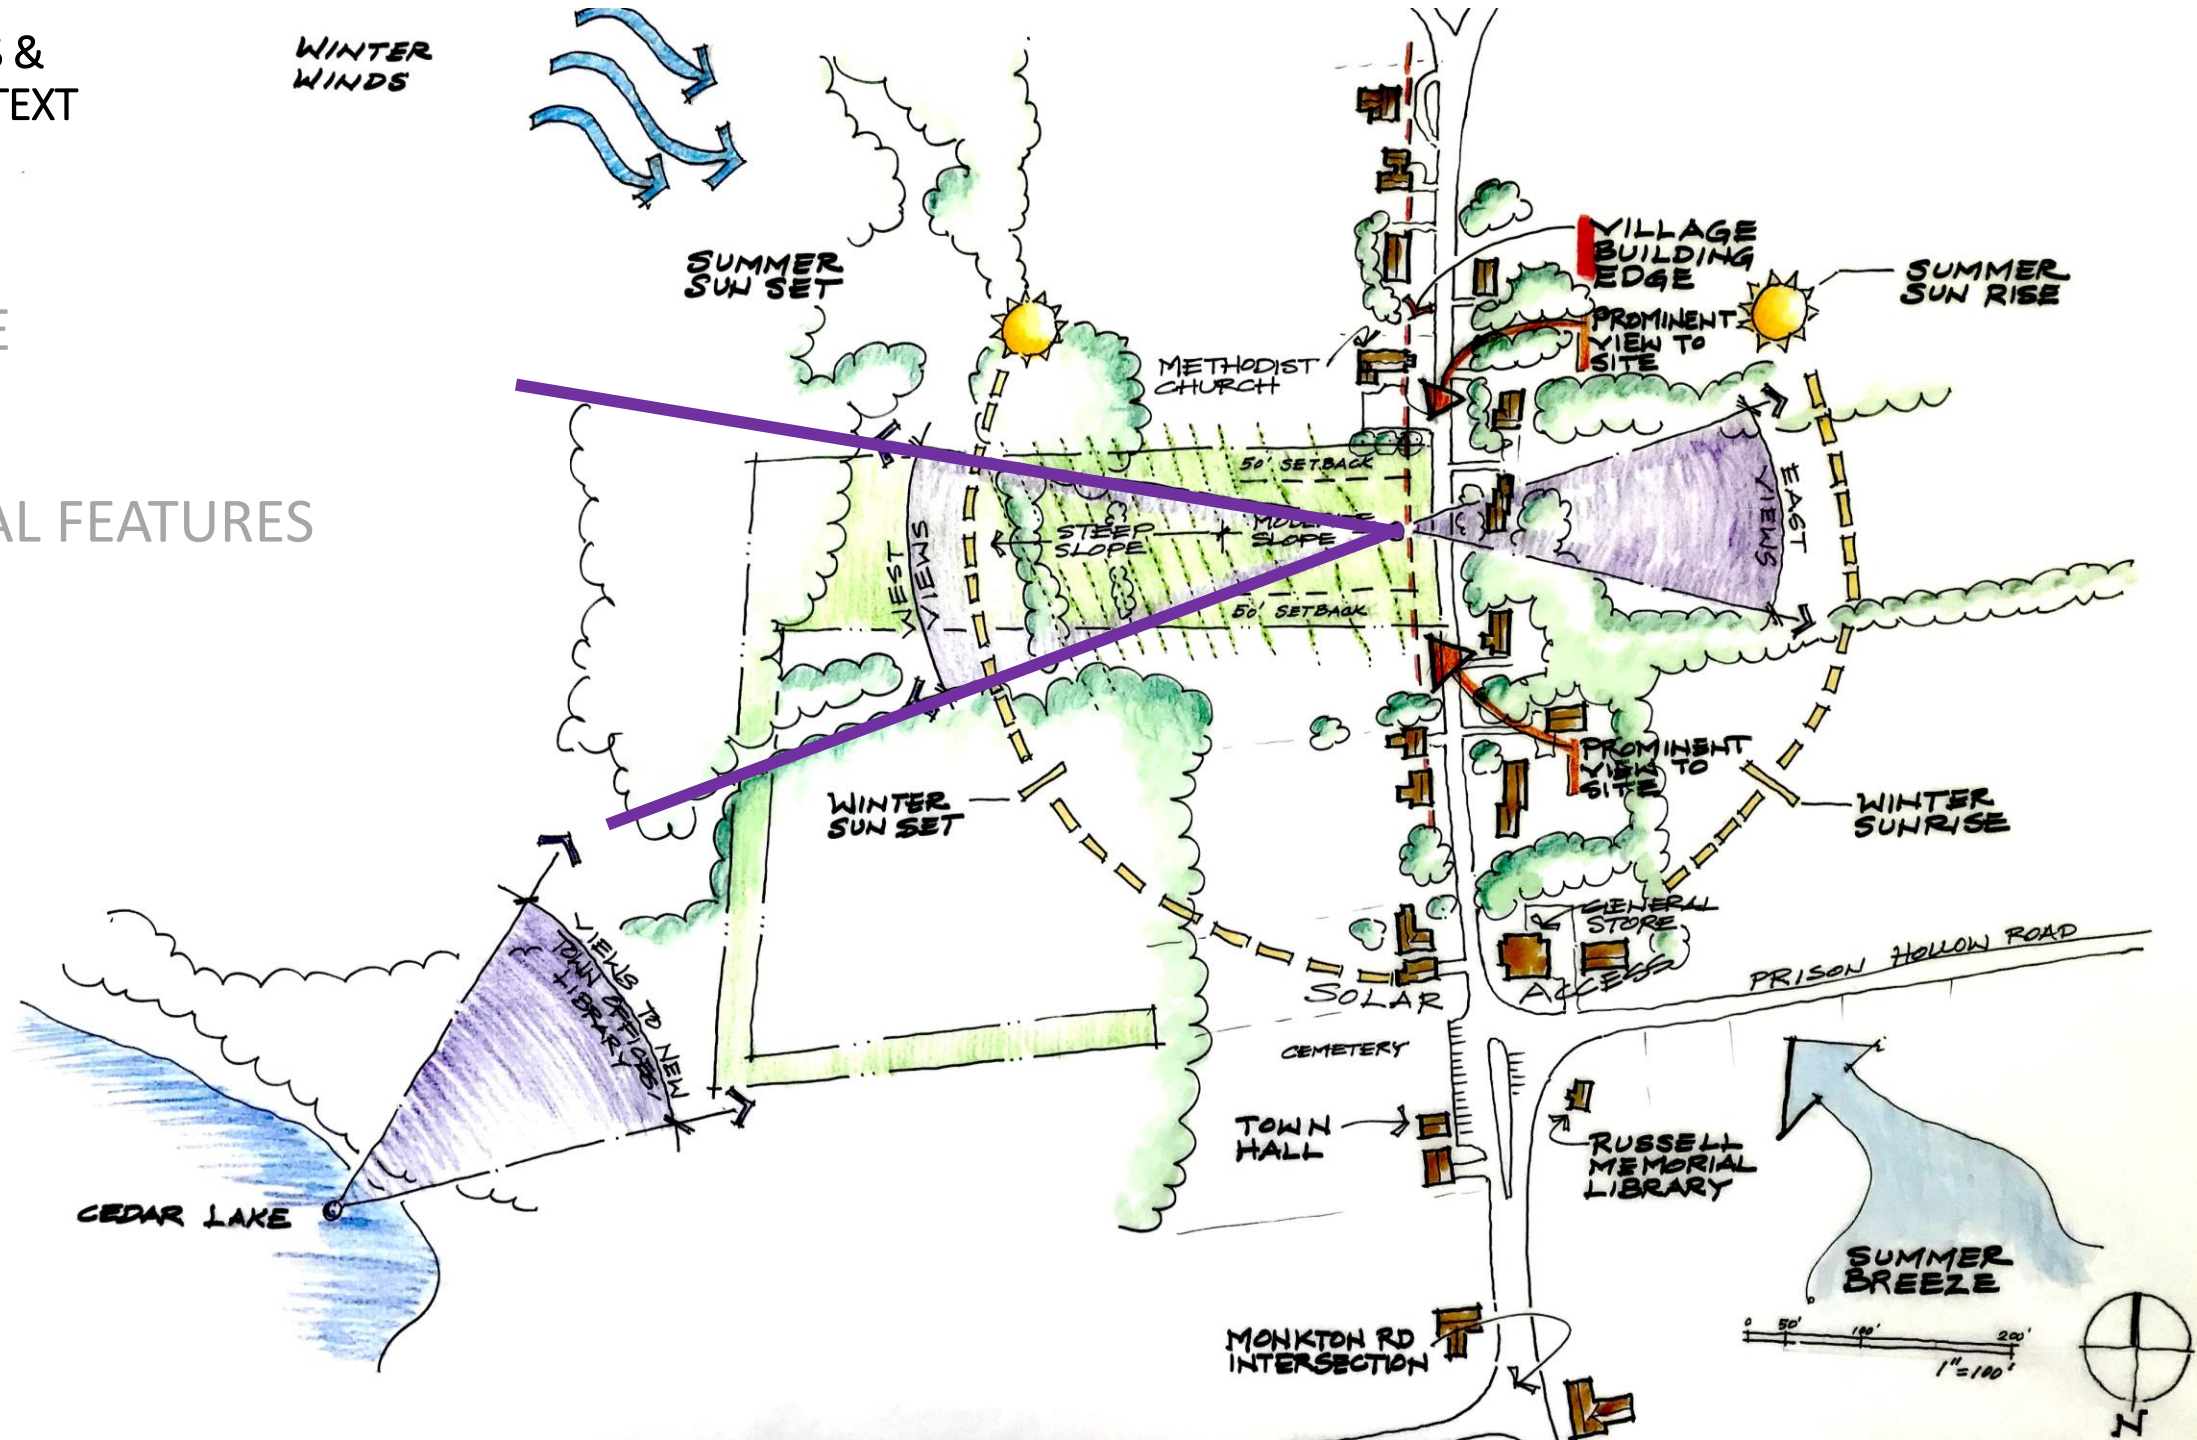 &
TEXT
E
AL FEATURES
WINTER
WINDS
SUMMER
SUN SET
VILLAGE
BUILDING
EDGE
SUMMER
SUN RISE
PROMINENT
VIEW TO
SITE
METHODIST
CHURCH
50' SETBACK
STEEP
SLOPE
SLOPE
WEST
VIEWS
EAST
VIEWS
50' SETBACK
PROMINENT
VIEW TO
SITE
WINTER
SUN SET
WINTER
SUNRISE
GENERAL
STORE
VIEWS TO NEW
TOWN OFFICES/
LIBRARY
SOLAR
ACCESS
PRISON HOLLOW ROAD
CEMETERY
TOWN
HALL
RUSSELL
MEMORIAL
LIBRARY
CEDAR LAKE
SUMMER
BREEZE
MONKTON RD
INTERSECTION
0 50' 100' 200'
1"=100'
N